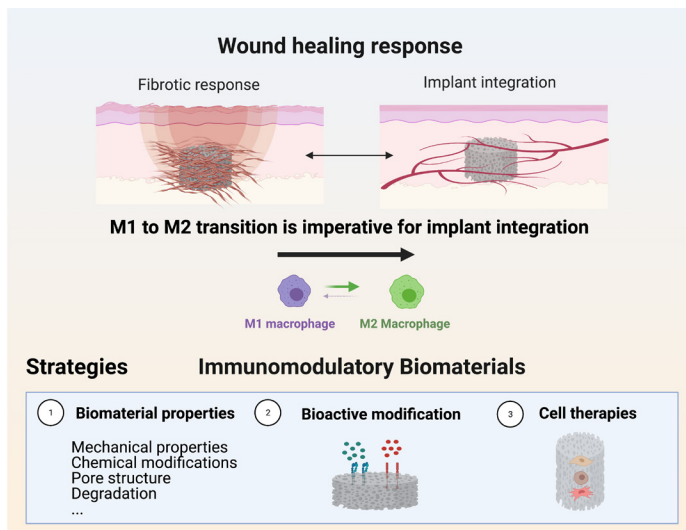 Wound healing response
Fibrotic response
Implant integration
M1 to M2 transition is imperative for implant integration
M1 macrophage
M2 Macrophage
Strategies
Immunomodulatory Biomaterials
1
Biomaterial properties
Mechanical properties
Chemical modifications
Pore structure
Degradation
...
2
Bioactive modification
3
Cell therapies